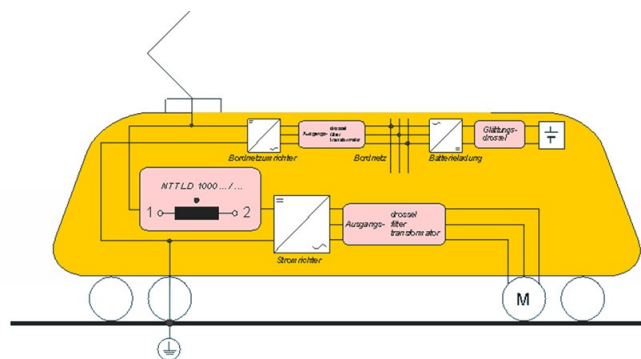 Ausgangs- drossel
filter
transformator
Glättungs-
drossel
Bordnetzumrichter
Bordnetz
Batterieladung
NTTLD 1000 .../...
1
2
Ausgangs- drossel
filter
transformator
Stromrichter
M